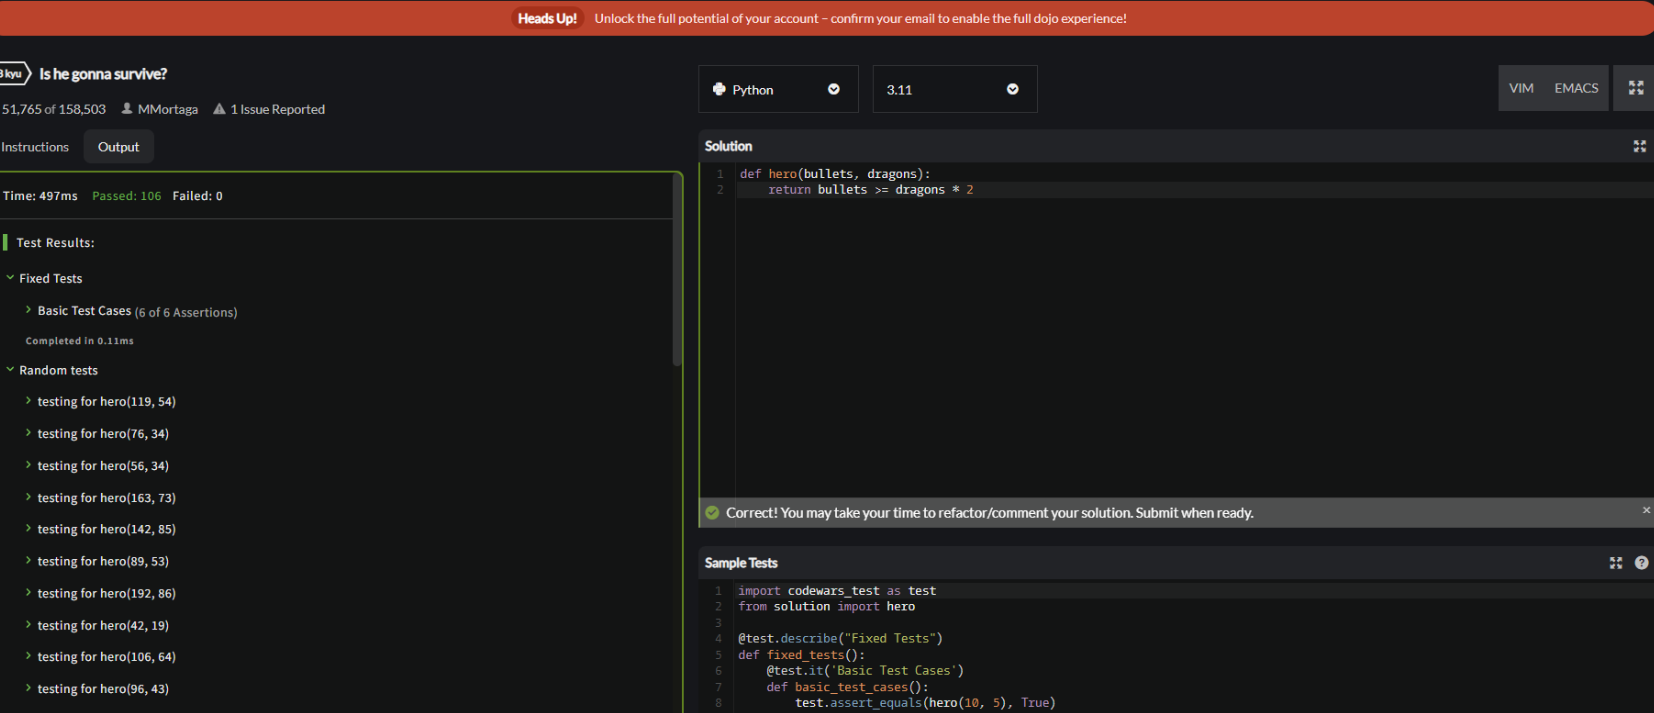 Heads Up! Unlock the full potential of your account – confirm your email to enable the full dojo experience!
kyu Is he gonna survive?
51,765 of 158,503 MMortaga 1 Issue Reported
Instructions Output
Time: 497ms Passed: 106 Failed: 0
Test Results:
Fixed Tests
Basic Test Cases (6 of 6 Assertions)
Completed in 0.11ms
Random tests
testing for hero(119, 54)
testing for hero(76, 34)
testing for hero(56, 34)
testing for hero(163, 73)
testing for hero(142, 85)
testing for hero(89, 53)
testing for hero(192, 86)
testing for hero(42, 19)
testing for hero(106, 64)
testing for hero(96, 43)
Python 3.11 VIM EMACS
Solution
1 def hero(bullets, dragons):
2 return bullets >= dragons * 2
Correct! You may take your time to refactor/comment your solution. Submit when ready.
Sample Tests
1 import codewars_test as test
2 from solution import hero
3
4 @test.describe("Fixed Tests")
5 def fixed_tests():
6 @test.it('Basic Test Cases')
7 def basic_test_cases():
8 test.assert_equals(hero(10, 5), True)